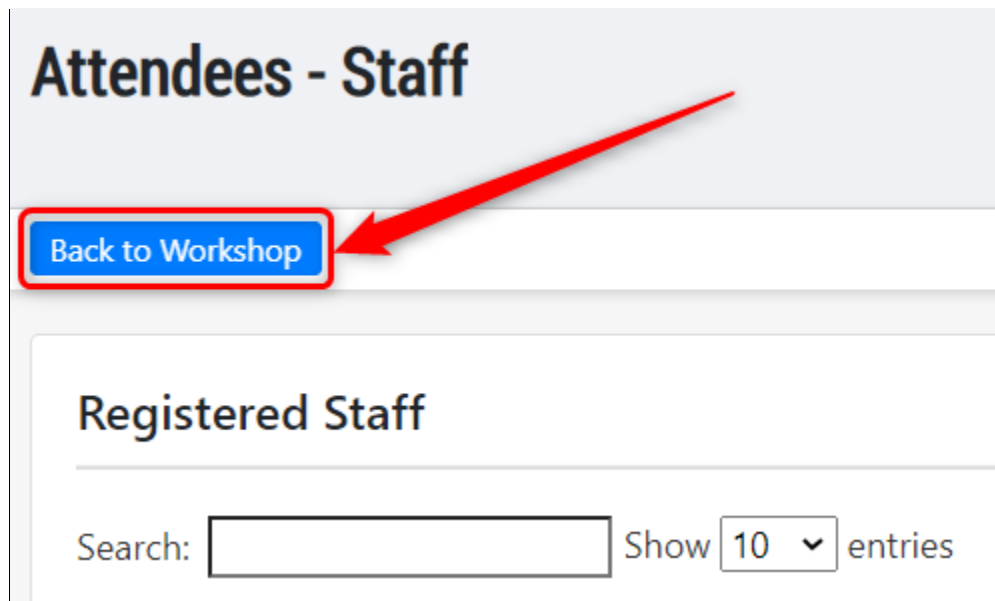 Attendees - Staff
Back to Workshop
Registered Staff
Search: Show 10 entries